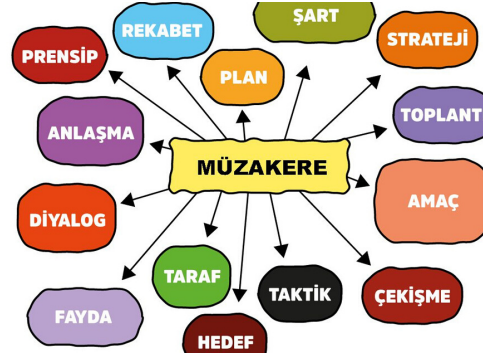 ŞART
REKABET
STRATEJİ
PRENSİP
PLAN
TOPLANT
ANLAŞMA
MÜZAKERE
AMAÇ
DİYALOG
TARAF
TAKTİK
ÇEKİŞME
FAYDA
HEDEF